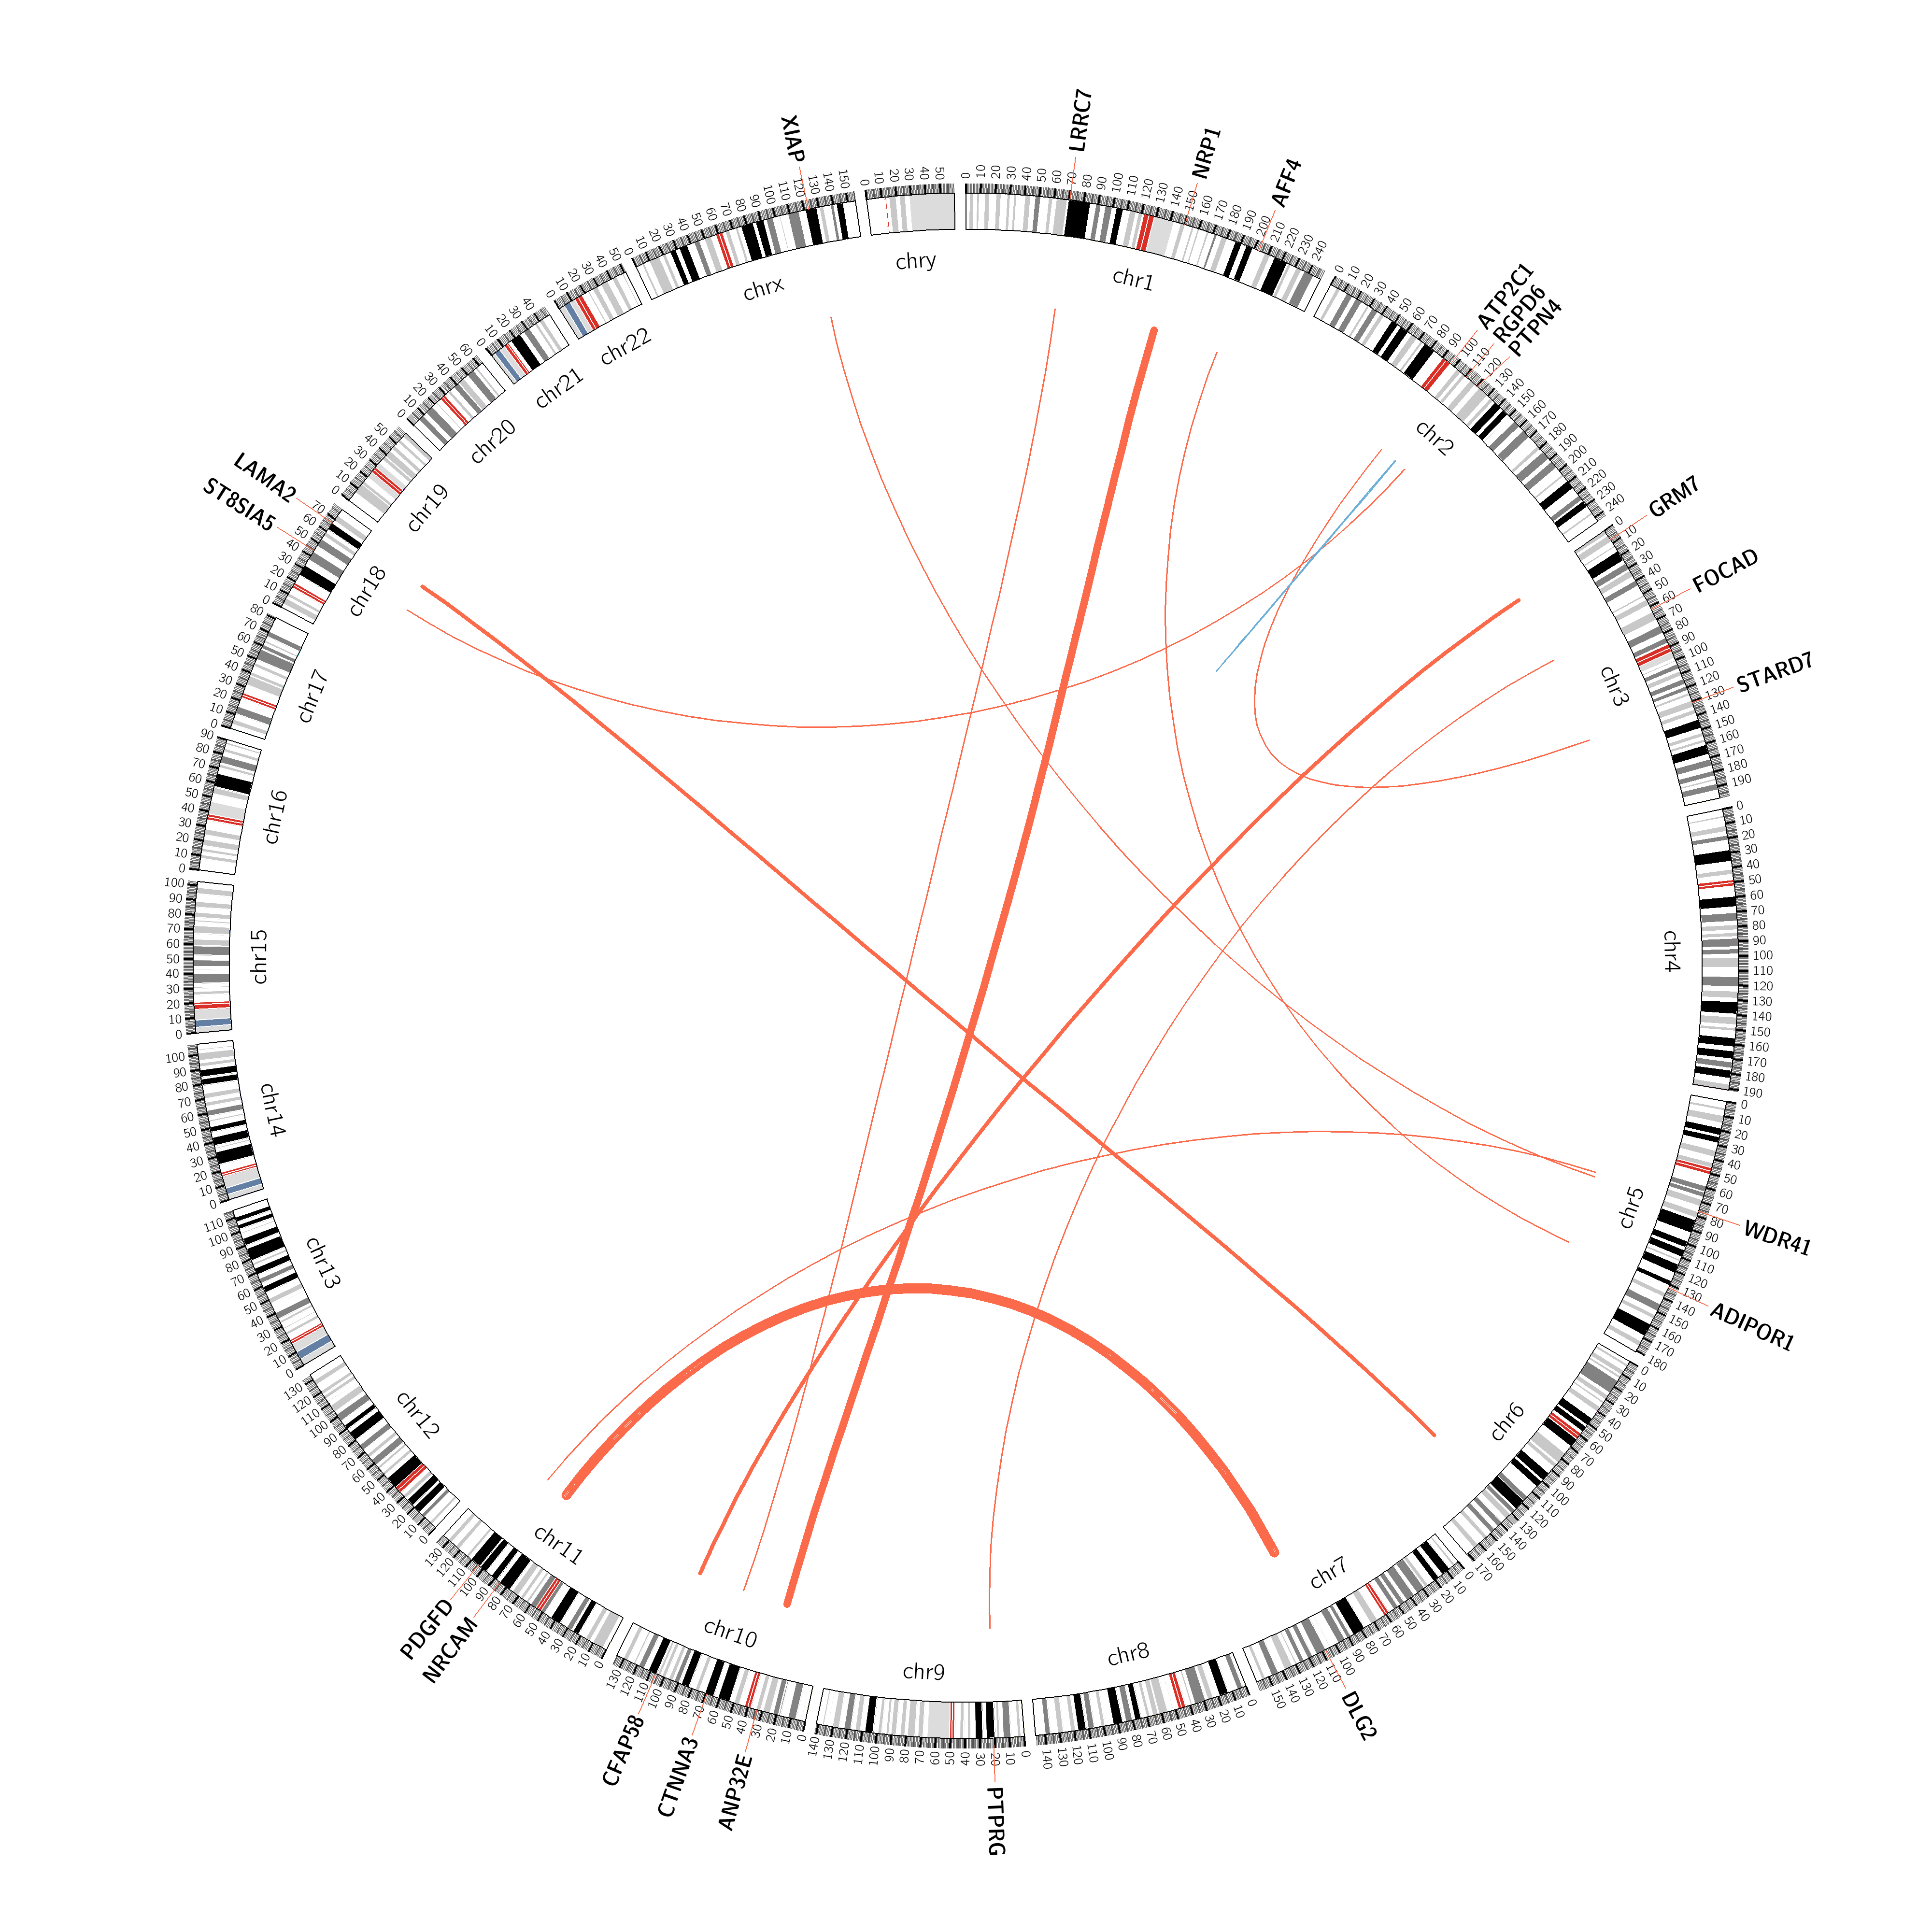 LRRC7
NRP1
AFF4
ATP2C1
RGPD6
PTPN4
GRM7
FOCAD
STARD7
WDR41
ADIPOR1
DLG2
PTPRG
ANP32E
CTNNA3
CFAP58
NRCAM
PDGFD
ST8SIA5
LAMA2
XIAP
chr1
0 10 20 30 40 50 60 70 80 90 100 110 120 130 140 150 160 170 180 190 200 210 220 230 240
chr2
0 10 20 30 40 50 60 70 80 90 100 110 120 130 140 150 160 170 180 190 200 210 220 230 240
chr3
0 10 20 30 40 50 60 70 80 90 100 110 120 130 140 150 160 170 180 190
chr4
0 10 20 30 40 50 60 70 80 90 100 110 120 130 140 150 160 170 180 190
chr5
0 10 20 30 40 50 60 70 80 90 100 110 120 130 140 150 160 170 180
chr6
0 10 20 30 40 50 60 70 80 90 100 110 120 130 140 150 160 170
chr7
0 10 20 30 40 50 60 70 80 90 100 110 120 130 140 150
chr8
0 10 20 30 40 50 60 70 80 90 100 110 120 130 140
chr9
0 10 20 30 40 50 60 70 80 90 100 110 120 130 140
chr10
0 10 20 30 40 50 60 70 80 90 100 110 120 130
chr11
0 10 20 30 40 50 60 70 80 90 100 110 120 130
chr12
0 10 20 30 40 50 60 70 80 90 100 110 120 130
chr13
0 10 20 30 40 50 60 70 80 90 100 110
chr14
0 10 20 30 40 50 60 70 80 90 100
chr15
0 10 20 30 40 50 60 70 80 90 100
chr16
0 10 20 30 40 50 60 70 80 90
chr17
0 10 20 30 40 50 60 70 80
chr18
0 10 20 30 40 50 60 70
chr19
0 10 20 30 40 50
chr20
0 10 20 30 40 50 60
chr21
0 10 20 30 40
chr22
0 10 20 30 40 50
chrx
0 10 20 30 40 50 60 70 80 90 100 110 120 130 140 150
chry
0 10 20 30 40 50